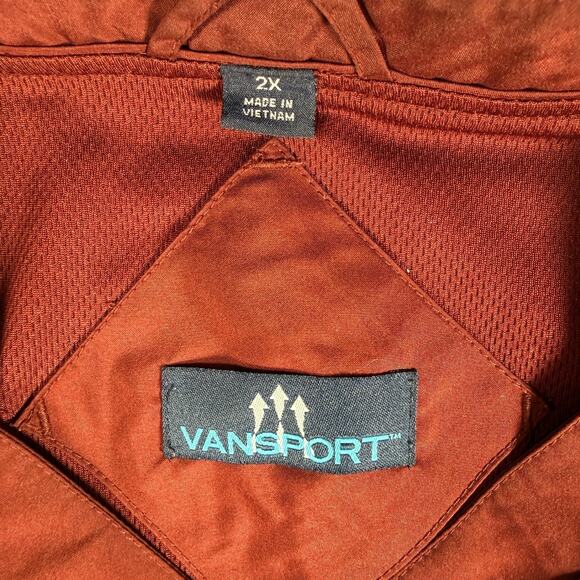 2X
MADE IN
VIETNAM
VANSPORT™